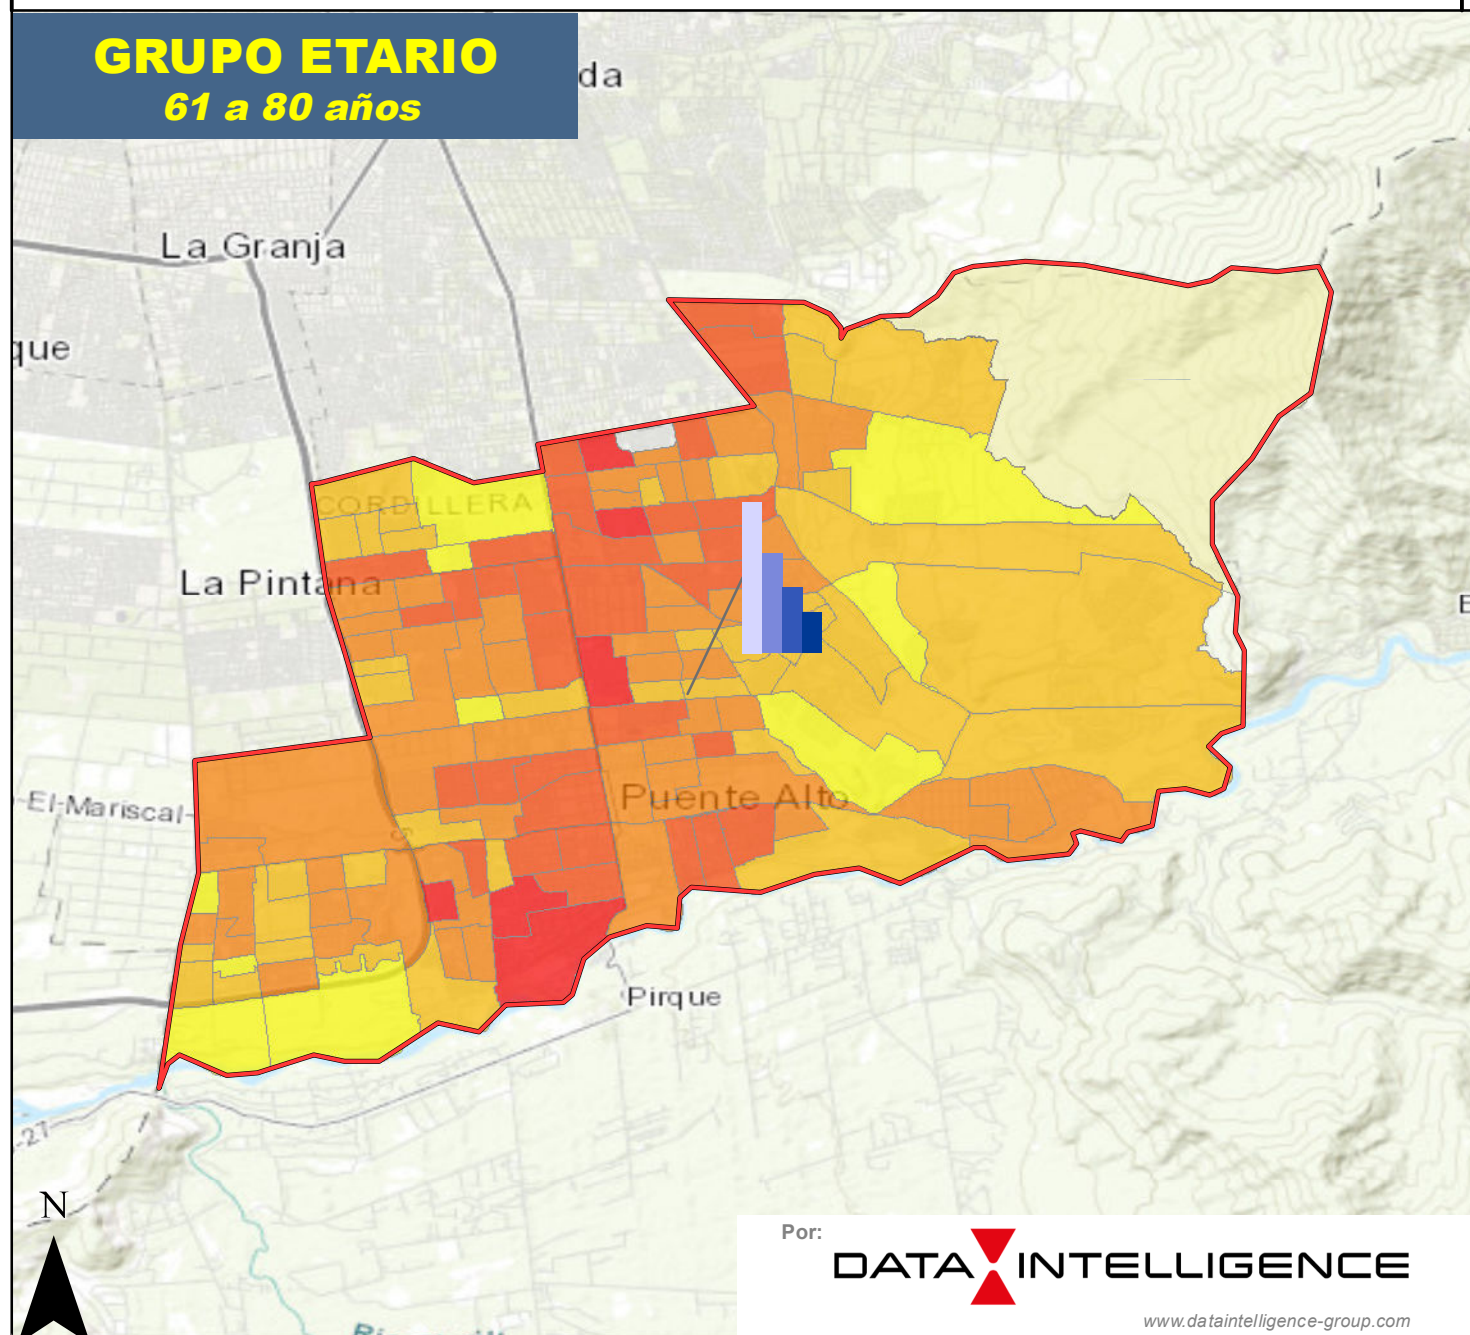 GRUPO ETARIO
61 a 80 años
da
La Granja
que
CORDILLERA
La Pintana
El-Mariscal
Puente Alto
Pirque
-27
N
Por:
DATA INTELLIGENCE
www.dataintelligence-group.com